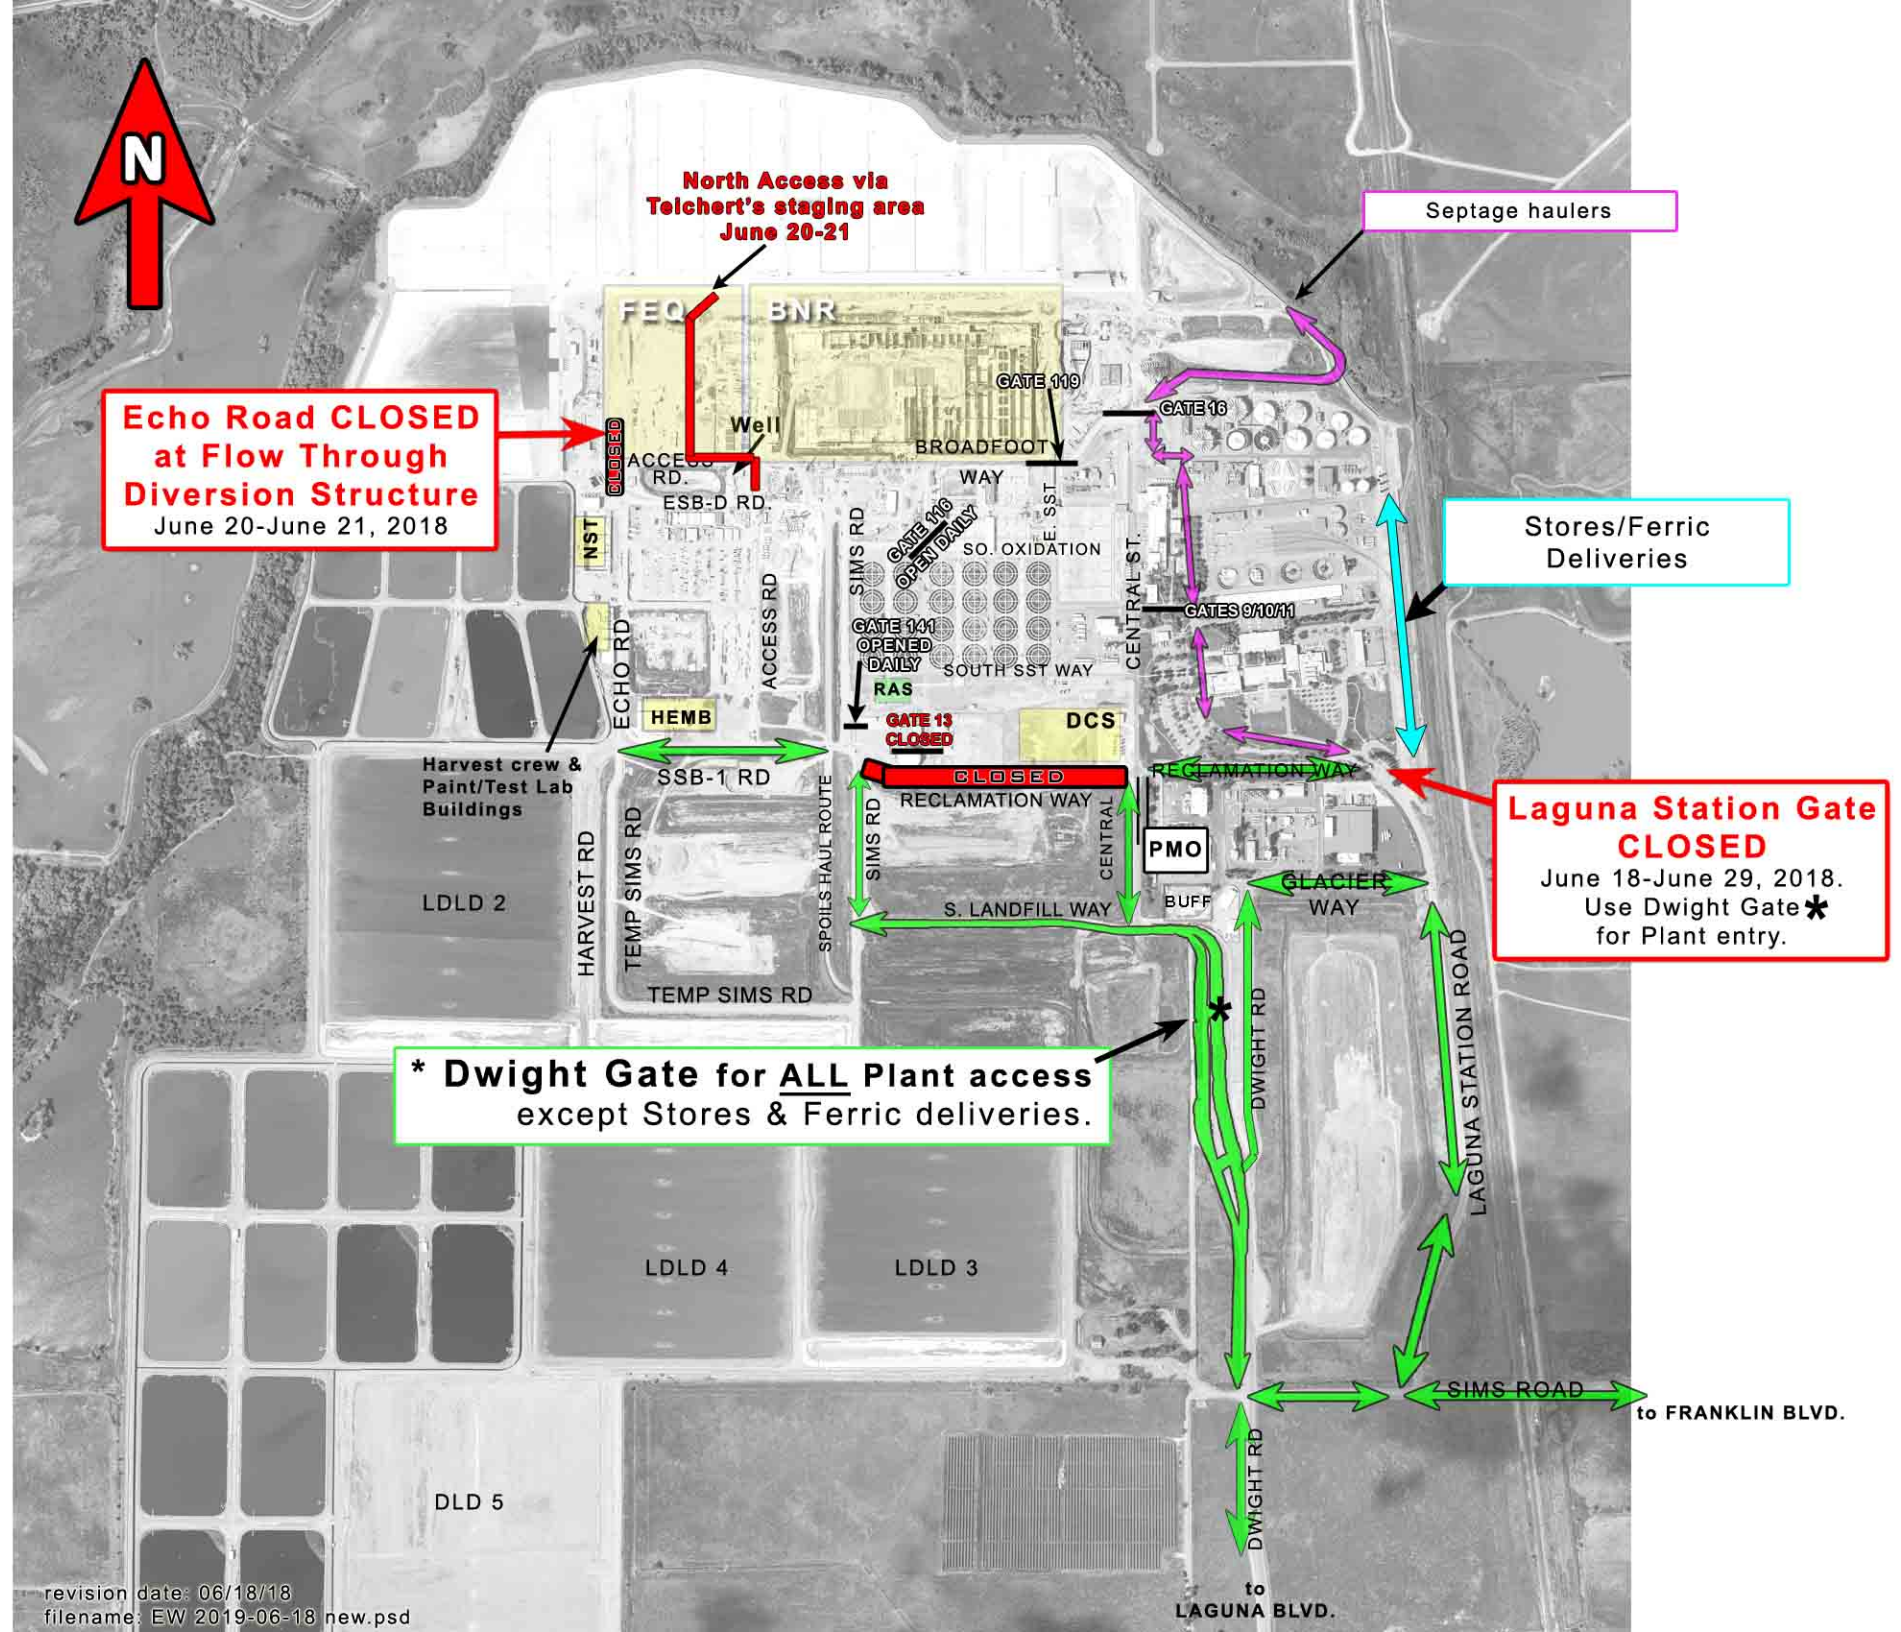 N
North Access via
Teichert's staging area
June 20-21
Septage haulers
FEQ
BNR
GATE 119
GATE 16
Echo Road CLOSED
at Flow Through
Diversion Structure
June 20-June 21, 2018
CLOSED
Well
ACCESS
RD.
ESB-D RD.
BROADFOOT
WAY
NST
SIMS RD
GATE 116
OPEN DAILY
E. SST
SO. OXIDATION
CENTRAL ST.
Stores/Ferric
Deliveries
GATES 9/10/11
ECHO RD
ACCESS RD
GATE 141
OPENED
DAILY
SOUTH SST WAY
RAS
HEMB
GATE 13
CLOSED
DCS
Harvest crew &
Paint/Test Lab
Buildings
SSB-1 RD
CLOSED
RECLAMATION WAY
RECLAMATION WAY
Laguna Station Gate
CLOSED
June 18-June 29, 2018.
Use Dwight Gate *
for Plant entry.
HARVEST RD
TEMP SIMS RD
SPOILS HAUL ROUTE
SIMS RD
CENTRAL
PMO
BUFF
GLACIER
WAY
LDLD 2
S. LANDFILL WAY
TEMP SIMS RD
*
DWIGHT RD
LAGUNA STATION ROAD
* Dwight Gate for ALL Plant access
except Stores & Ferric deliveries.
LDLD 4
LDLD 3
SIMS ROAD
to FRANKLIN BLVD.
DWIGHT RD
DLD 5
to
LAGUNA BLVD.
revision date: 06/18/18
filename: EW 2019-06-18 new.psd